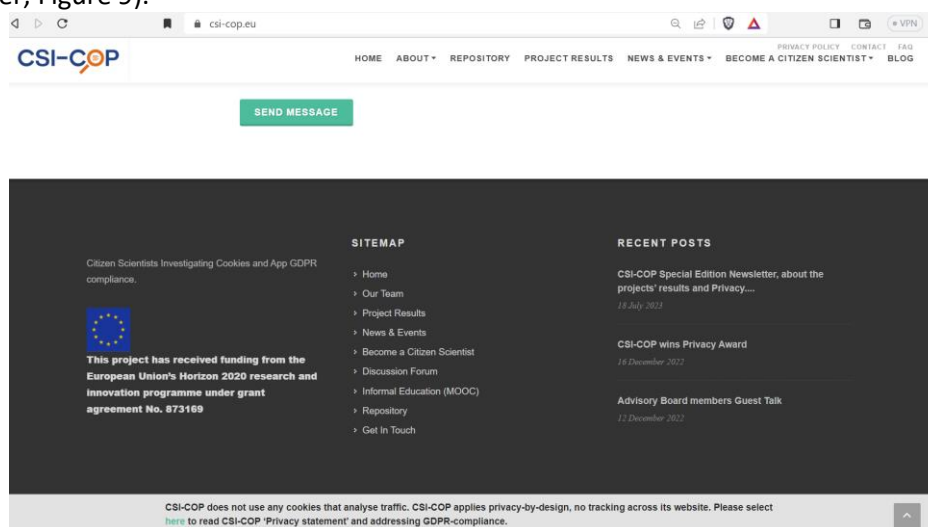 er, Figure 9).
csi-cop.eu
VPN
CSI-COP
PRIVACY POLICY CONTACT FAQ
HOME ABOUT REPOSITORY PROJECT RESULTS NEWS & EVENTS BECOME A CITIZEN SCIENTIST BLOG
SEND MESSAGE
Citizen Scientists Investigating Cookies and App GDPR
compliance.
This project has received funding from the
European Union's Horizon 2020 research and
innovation programme under grant
agreement No. 873169
SITEMAP
› Home
› Our Team
› Project Results
› News & Events
› Become a Citizen Scientist
› Discussion Forum
› Informal Education (MOOC)
› Repository
› Get In Touch
RECENT POSTS
CSI-COP Special Edition Newsletter, about the
projects' results and Privacy....
18 July 2023
CSI-COP wins Privacy Award
16 December 2022
Advisory Board members Guest Talk
12 December 2022
CSI-COP does not use any cookies that analyse traffic. CSI-COP applies privacy-by-design, no tracking across its website. Please select
here to read CSI-COP 'Privacy statement' and addressing GDPR-compliance.